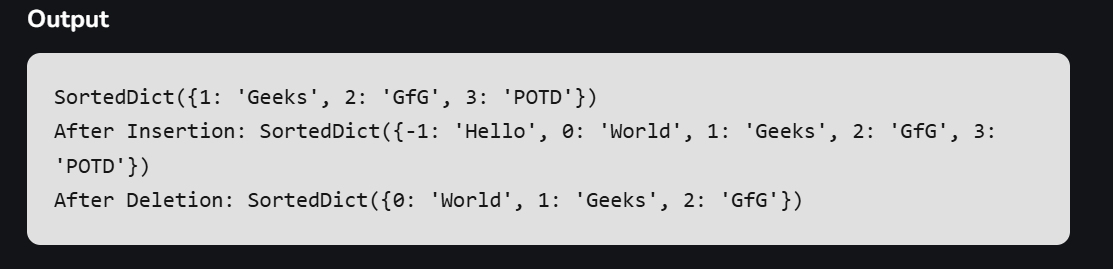 Output
SortedDict({1: 'Geeks', 2: 'GfG', 3: 'POTD'})
After Insertion: SortedDict({-1: 'Hello', 0: 'World', 1: 'Geeks', 2: 'GfG', 3:
'POTD'})
After Deletion: SortedDict({0: 'World', 1: 'Geeks', 2: 'GfG'})